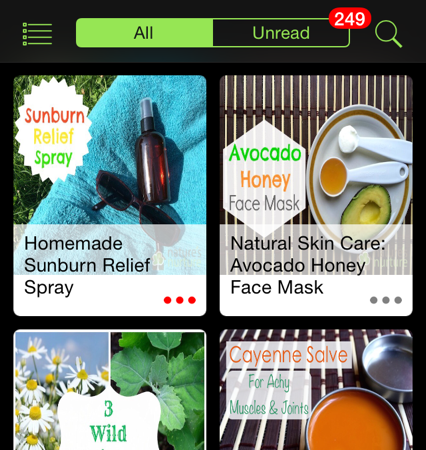 All
Unread
249
Sunburn
Relief
Spray
Homemade
Sunburn Relief
Spray
Avocado
Honey
Face Mask
Natural Skin Care:
Avocado Honey
Face Mask
3
Wild
Cayenne Salve
For Achy
Muscles & Joints